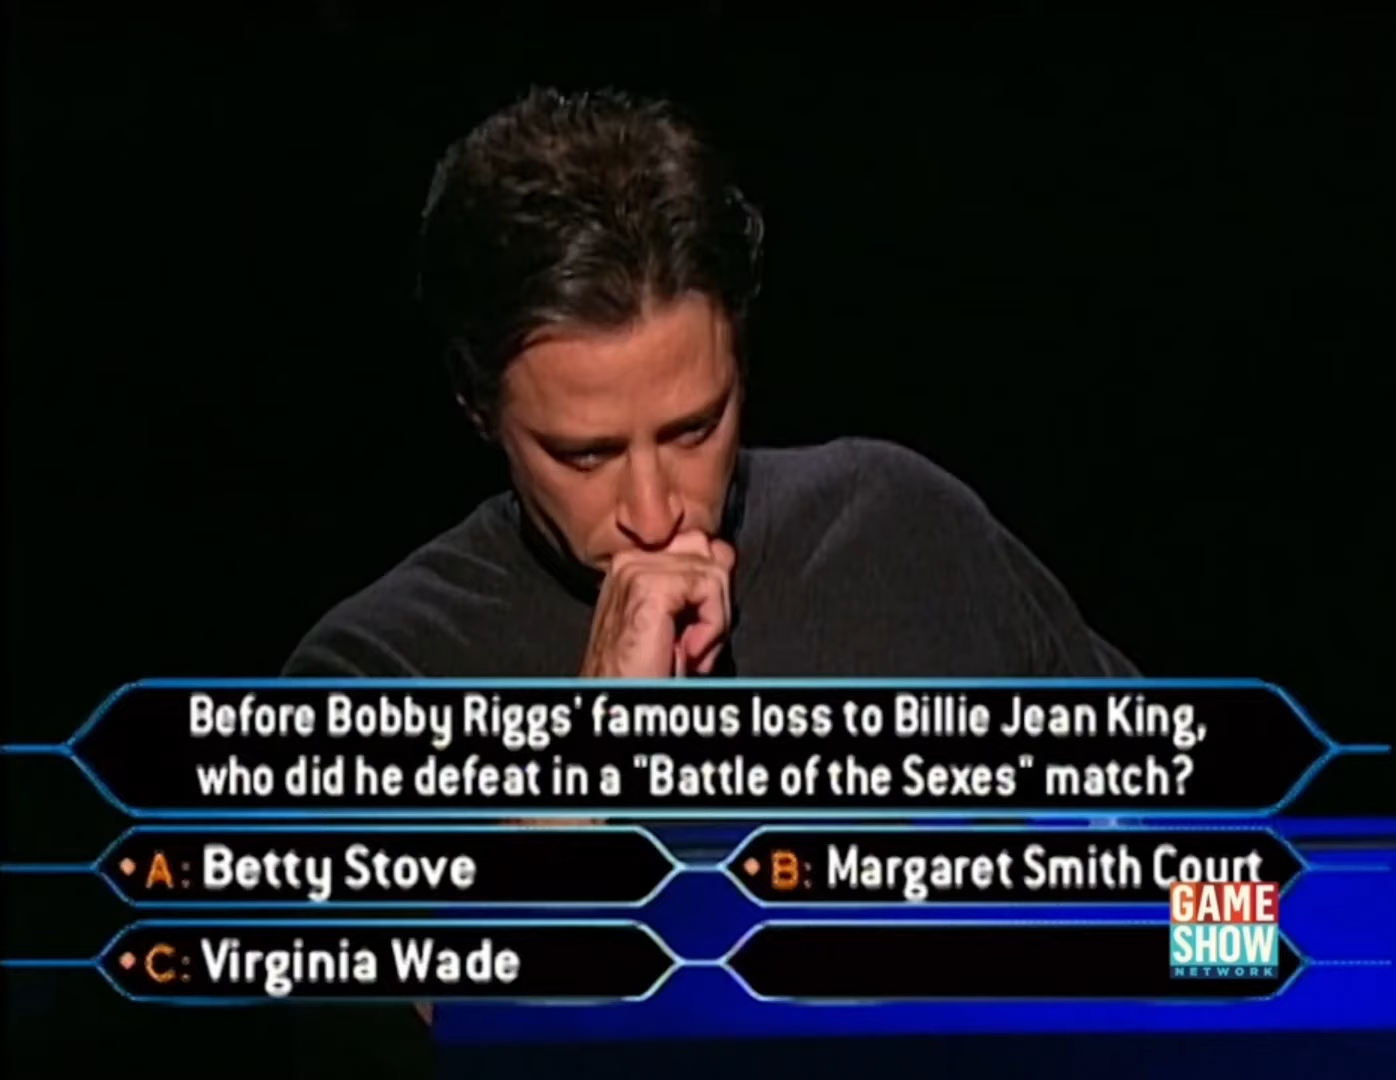 Before Bobby Riggs' famous loss to Billie Jean King,
who did he defeat in a "Battle of the Sexes" match?
A: Betty Stove
B: Margaret Smith Court
C: Virginia Wade
GAME
SHOW
NETWORK